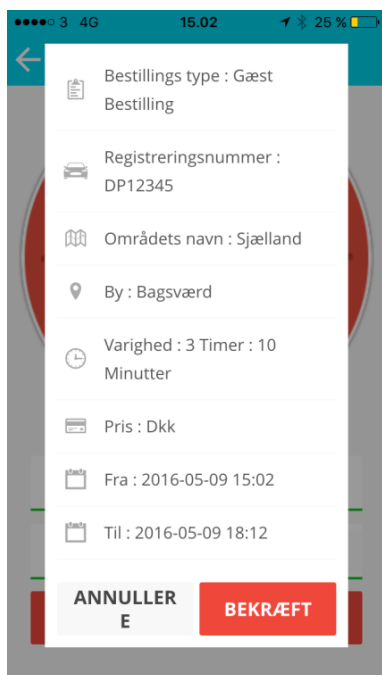 3 4G 15.02 25 %
Bestillings type : Gæst
Bestilling
Registreringsnummer :
DP12345
Områdets navn : Sjælland
By : Bagsværd
Varighed : 3 Timer : 10
Minutter
Pris : Dkk
Fra : 2016-05-09 15:02
Til : 2016-05-09 18:12
ANNULLER
E
BEKRÆFT